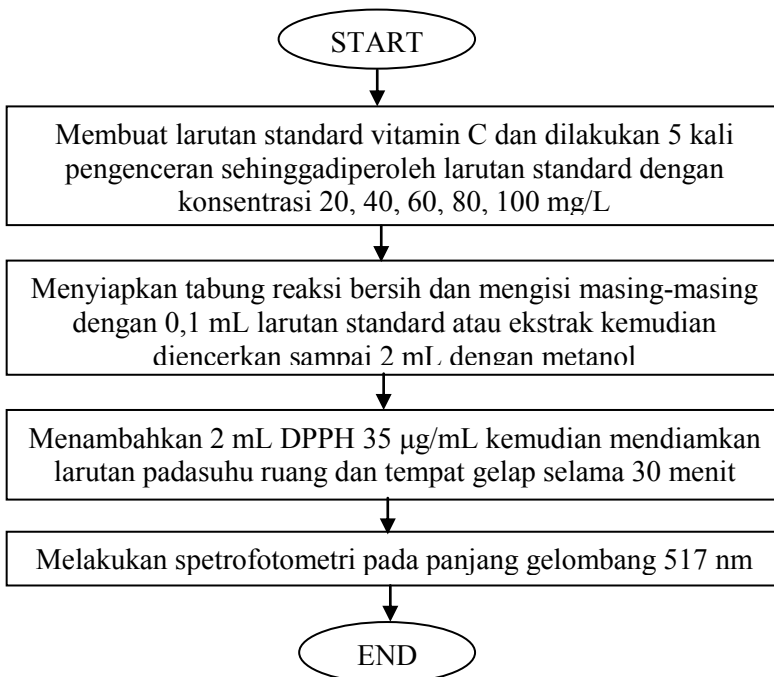 START
Membuat larutan standard vitamin C dan dilakukan 5 kali
pengenceran sehinggadiperoleh larutan standard dengan
konsentrasi 20, 40, 60, 80, 100 mg/L
Menyiapkan tabung reaksi bersih dan mengisi masing-masing
dengan 0,1 mL larutan standard atau ekstrak kemudian
diencerkan sampai 2 mL dengan metanol
Menambahkan 2 mL DPPH 35 μg/mL kemudian mendiamkan
larutan padasuhu ruang dan tempat gelap selama 30 menit
Melakukan spetrofotometri pada panjang gelombang 517 nm
END